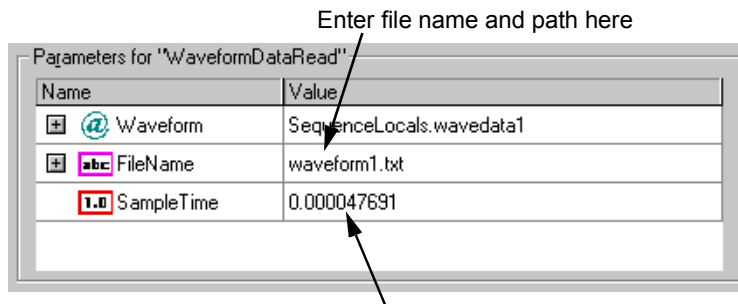 Enter file name and path here
Parameters for "WaveformDataRead"
Name Value
@ Waveform SequenceLocals.wavedata1
abc FileName waveform1.txt
1.0 SampleTime 0.000047691